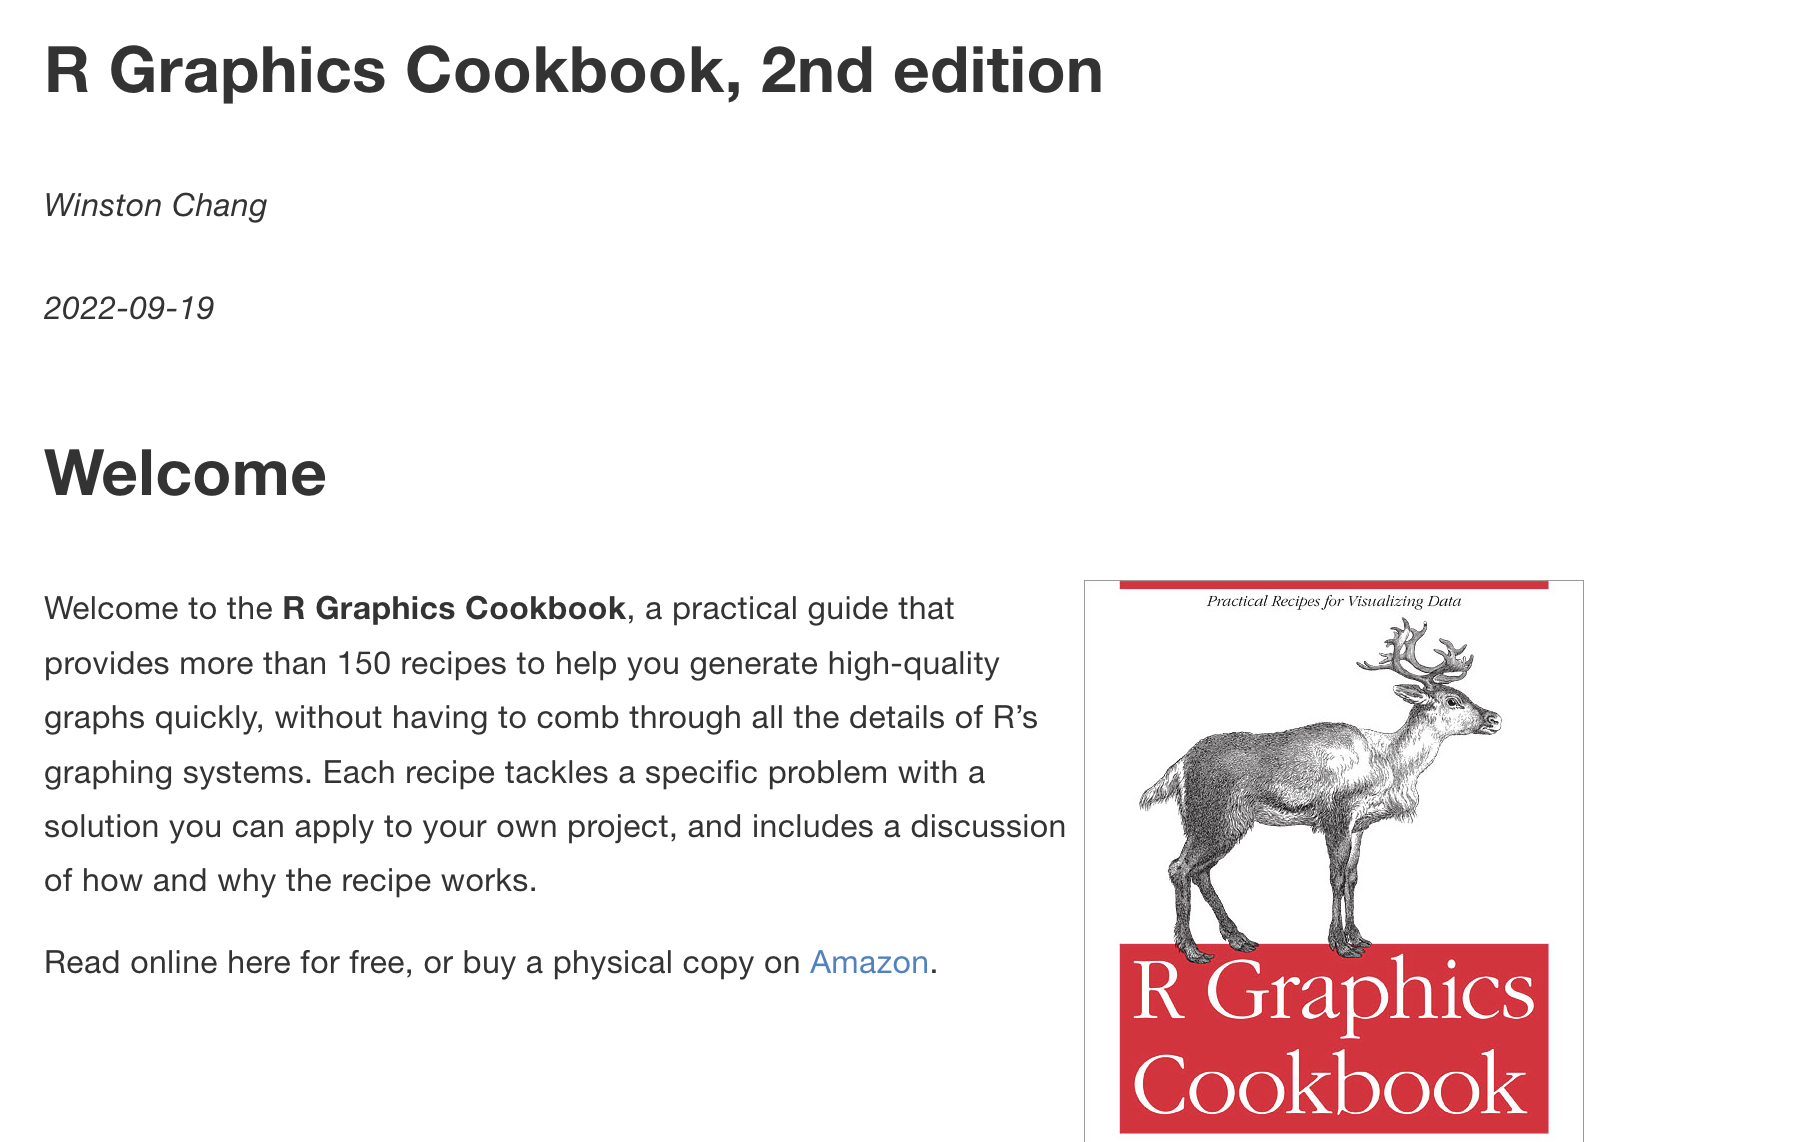 R Graphics Cookbook, 2nd edition
Winston Chang
2022-09-19
Welcome
Welcome to the R Graphics Cookbook, a practical guide that
provides more than 150 recipes to help you generate high-quality
graphs quickly, without having to comb through all the details of R’s
graphing systems. Each recipe tackles a specific problem with a
solution you can apply to your own project, and includes a discussion
of how and why the recipe works.
Read online here for free, or buy a physical copy on Amazon.
Practical Recipes for Visualizing Data
R Graphics
Cookbook